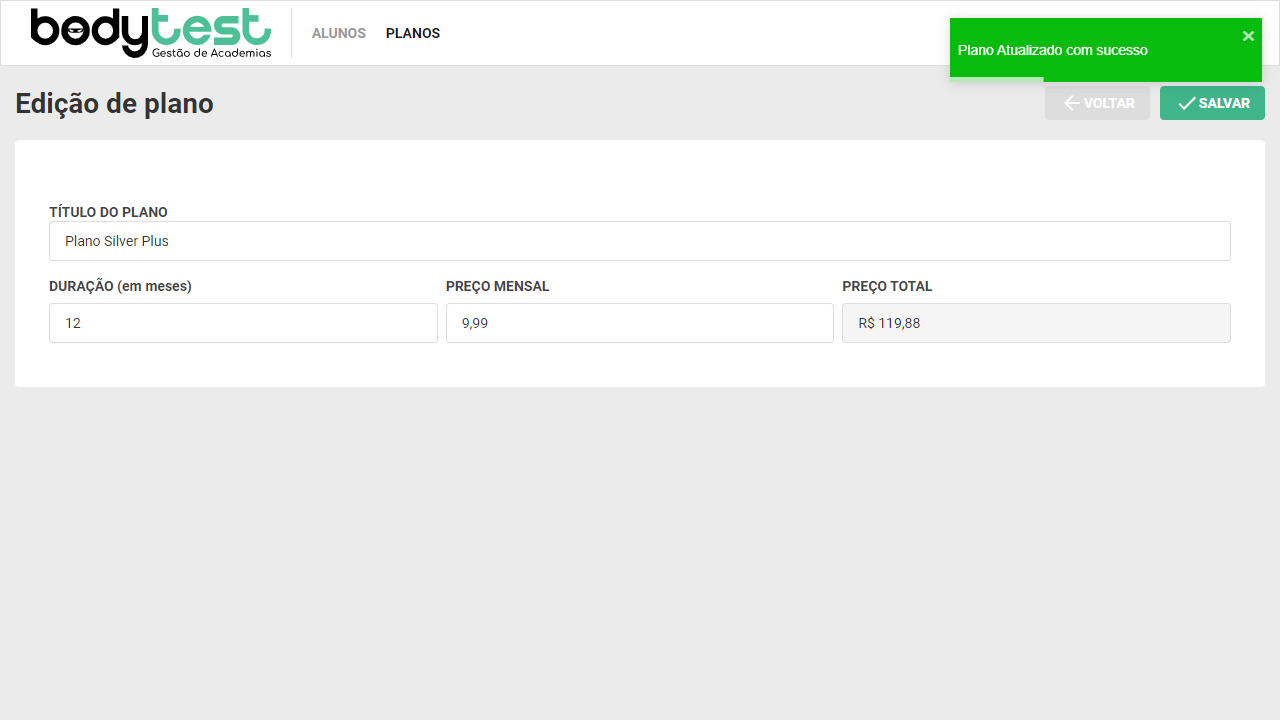 bodytest
Gestão de Academias
ALUNOS
PLANOS
Plano Atualizado com sucesso
×
Edição de plano
VOLTAR
SALVAR
TÍTULO DO PLANO
Plano Silver Plus
DURAÇÃO (em meses)
PREÇO MENSAL
PREÇO TOTAL
12
9,99
R$ 119,88